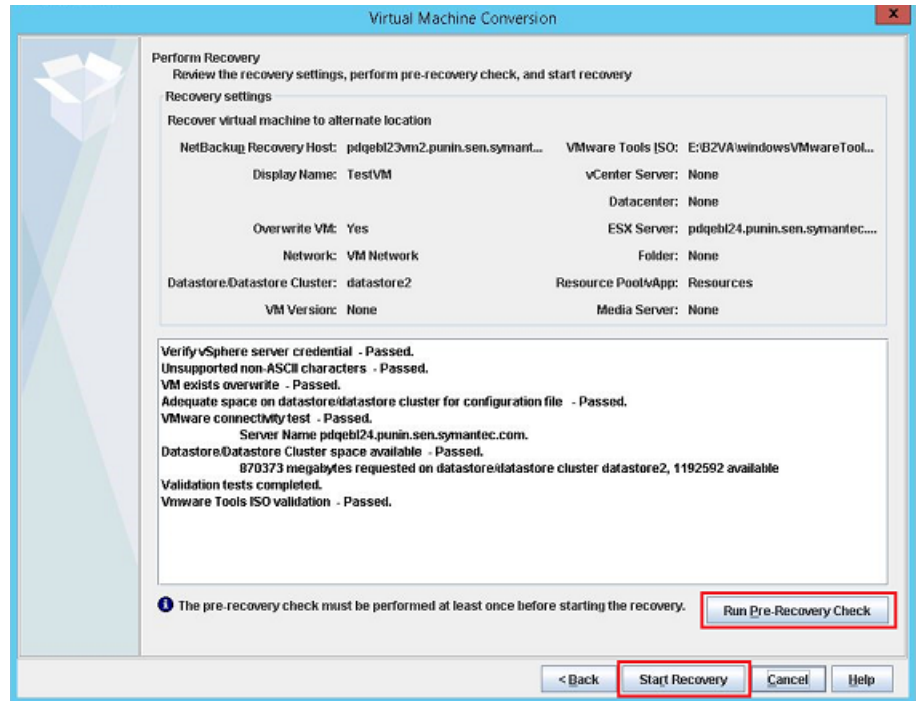 Virtual Machine Conversion
x
Perform Recovery
Review the recovery settings, perform pre-recovery check, and start recovery
Recovery settings
Recover virtual machine to alternate location
NetBackup Recovery Host: pdqebl23vm2.punin.sen.symant... VMware Tools ISO: E:\B2VA\windowsVMwareTool...
Display Name: TestVM vCenter Server: None
Datacenter: None
Overwrite VM: Yes ESX Server: pdqebl24.punin.sen.symantec....
Network: VM Network Folder: None
Datastore/Datastore Cluster: datastore2 Resource Pool/vApp: Resources
VM Version: None Media Server: None
Verify vSphere server credential - Passed.
Unsupported non-ASCII characters - Passed.
VM exists overwrite - Passed.
Adequate space on datastore/datastore cluster for configuration file - Passed.
VMware connectivity test - Passed.
Server Name pdqebl24.punin.sen.symantec.com.
Datastore/Datastore Cluster space available - Passed.
870373 megabytes requested on datastore/datastore cluster datastore2, 1192592 available
Validation tests completed.
Vmware Tools ISO validation - Passed.
The pre-recovery check must be performed at least once before starting the recovery. Run Pre-Recovery Check
< Back Start Recovery Cancel Help